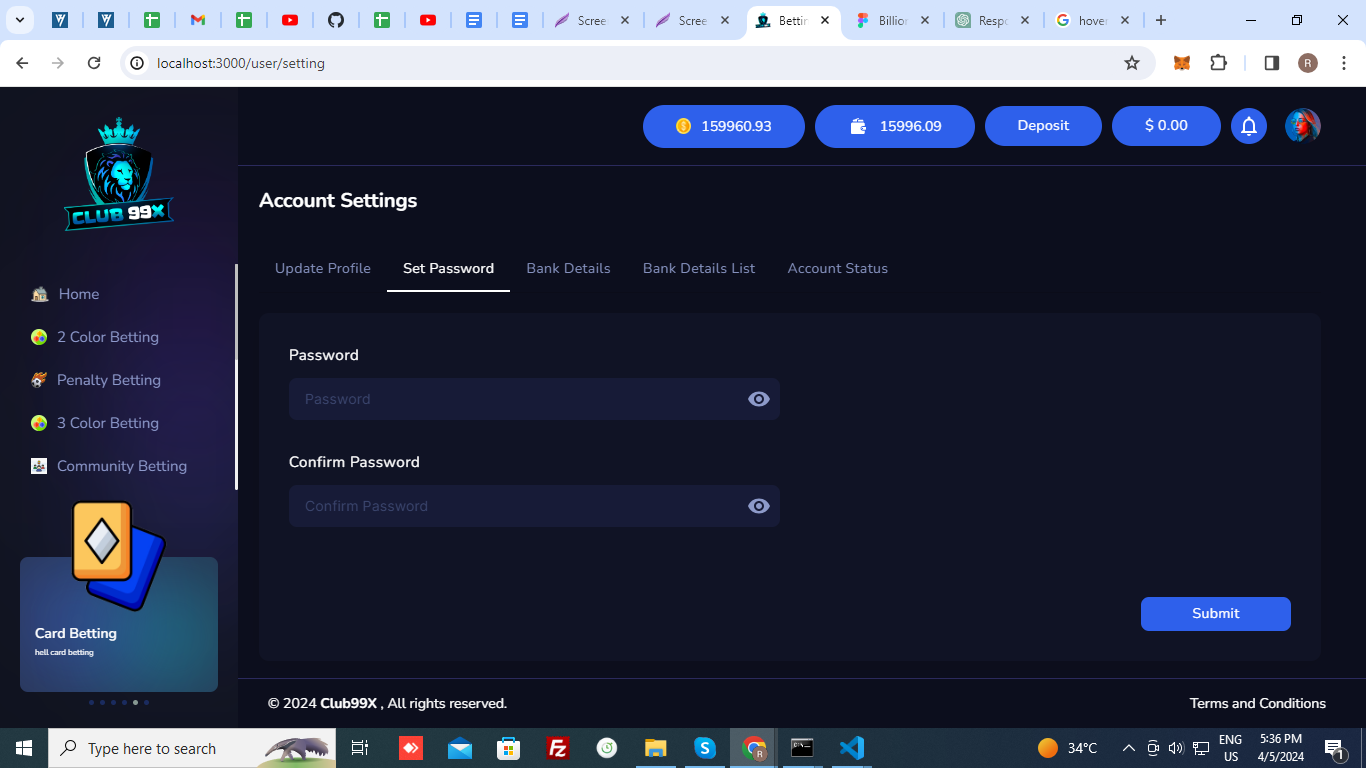 Scree
Scree
Bettin
Billion
Respo
hover
localhost:3000/user/setting
R
CLUB 99X
159960.93
15996.09
Deposit
$ 0.00
Account Settings
Update Profile
Set Password
Bank Details
Bank Details List
Account Status
Home
2 Color Betting
Penalty Betting
3 Color Betting
Community Betting
Password
Password
Confirm Password
Confirm Password
Submit
Card Betting
hell card betting
© 2024 Club99X , All rights reserved.
Terms and Conditions
Type here to search
34°C
ENG
US
5:36 PM
4/5/2024
1